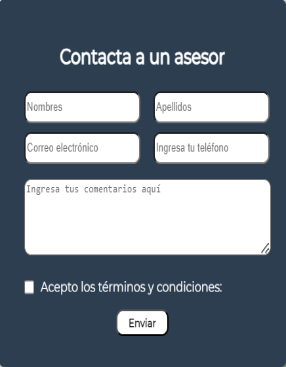 Contacta a un asesor
Nombres Apellidos
Correo electrónico Ingresa tu teléfono
Ingresa tus comentarios aquí
Acepto los términos y condiciones:
Enviar